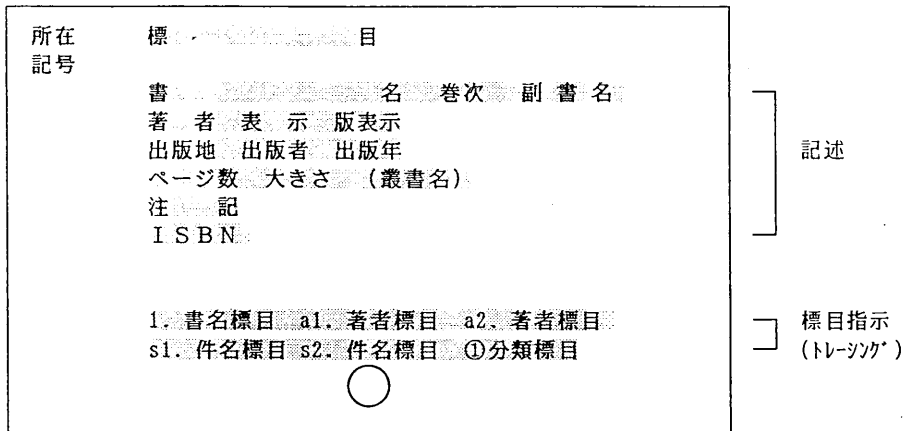 所在 標 目
記号
書 名 巻次 副書名
著者表示 版表示
出版地 出版者 出版年
ページ数 大きさ (叢書名)
注 記
ISBN
記述
1. 書名標目 a1. 著者標目 a2. 著者標目
s1. 件名標目 s2. 件名標目 ①分類標目
標目指示
(トレーシング)